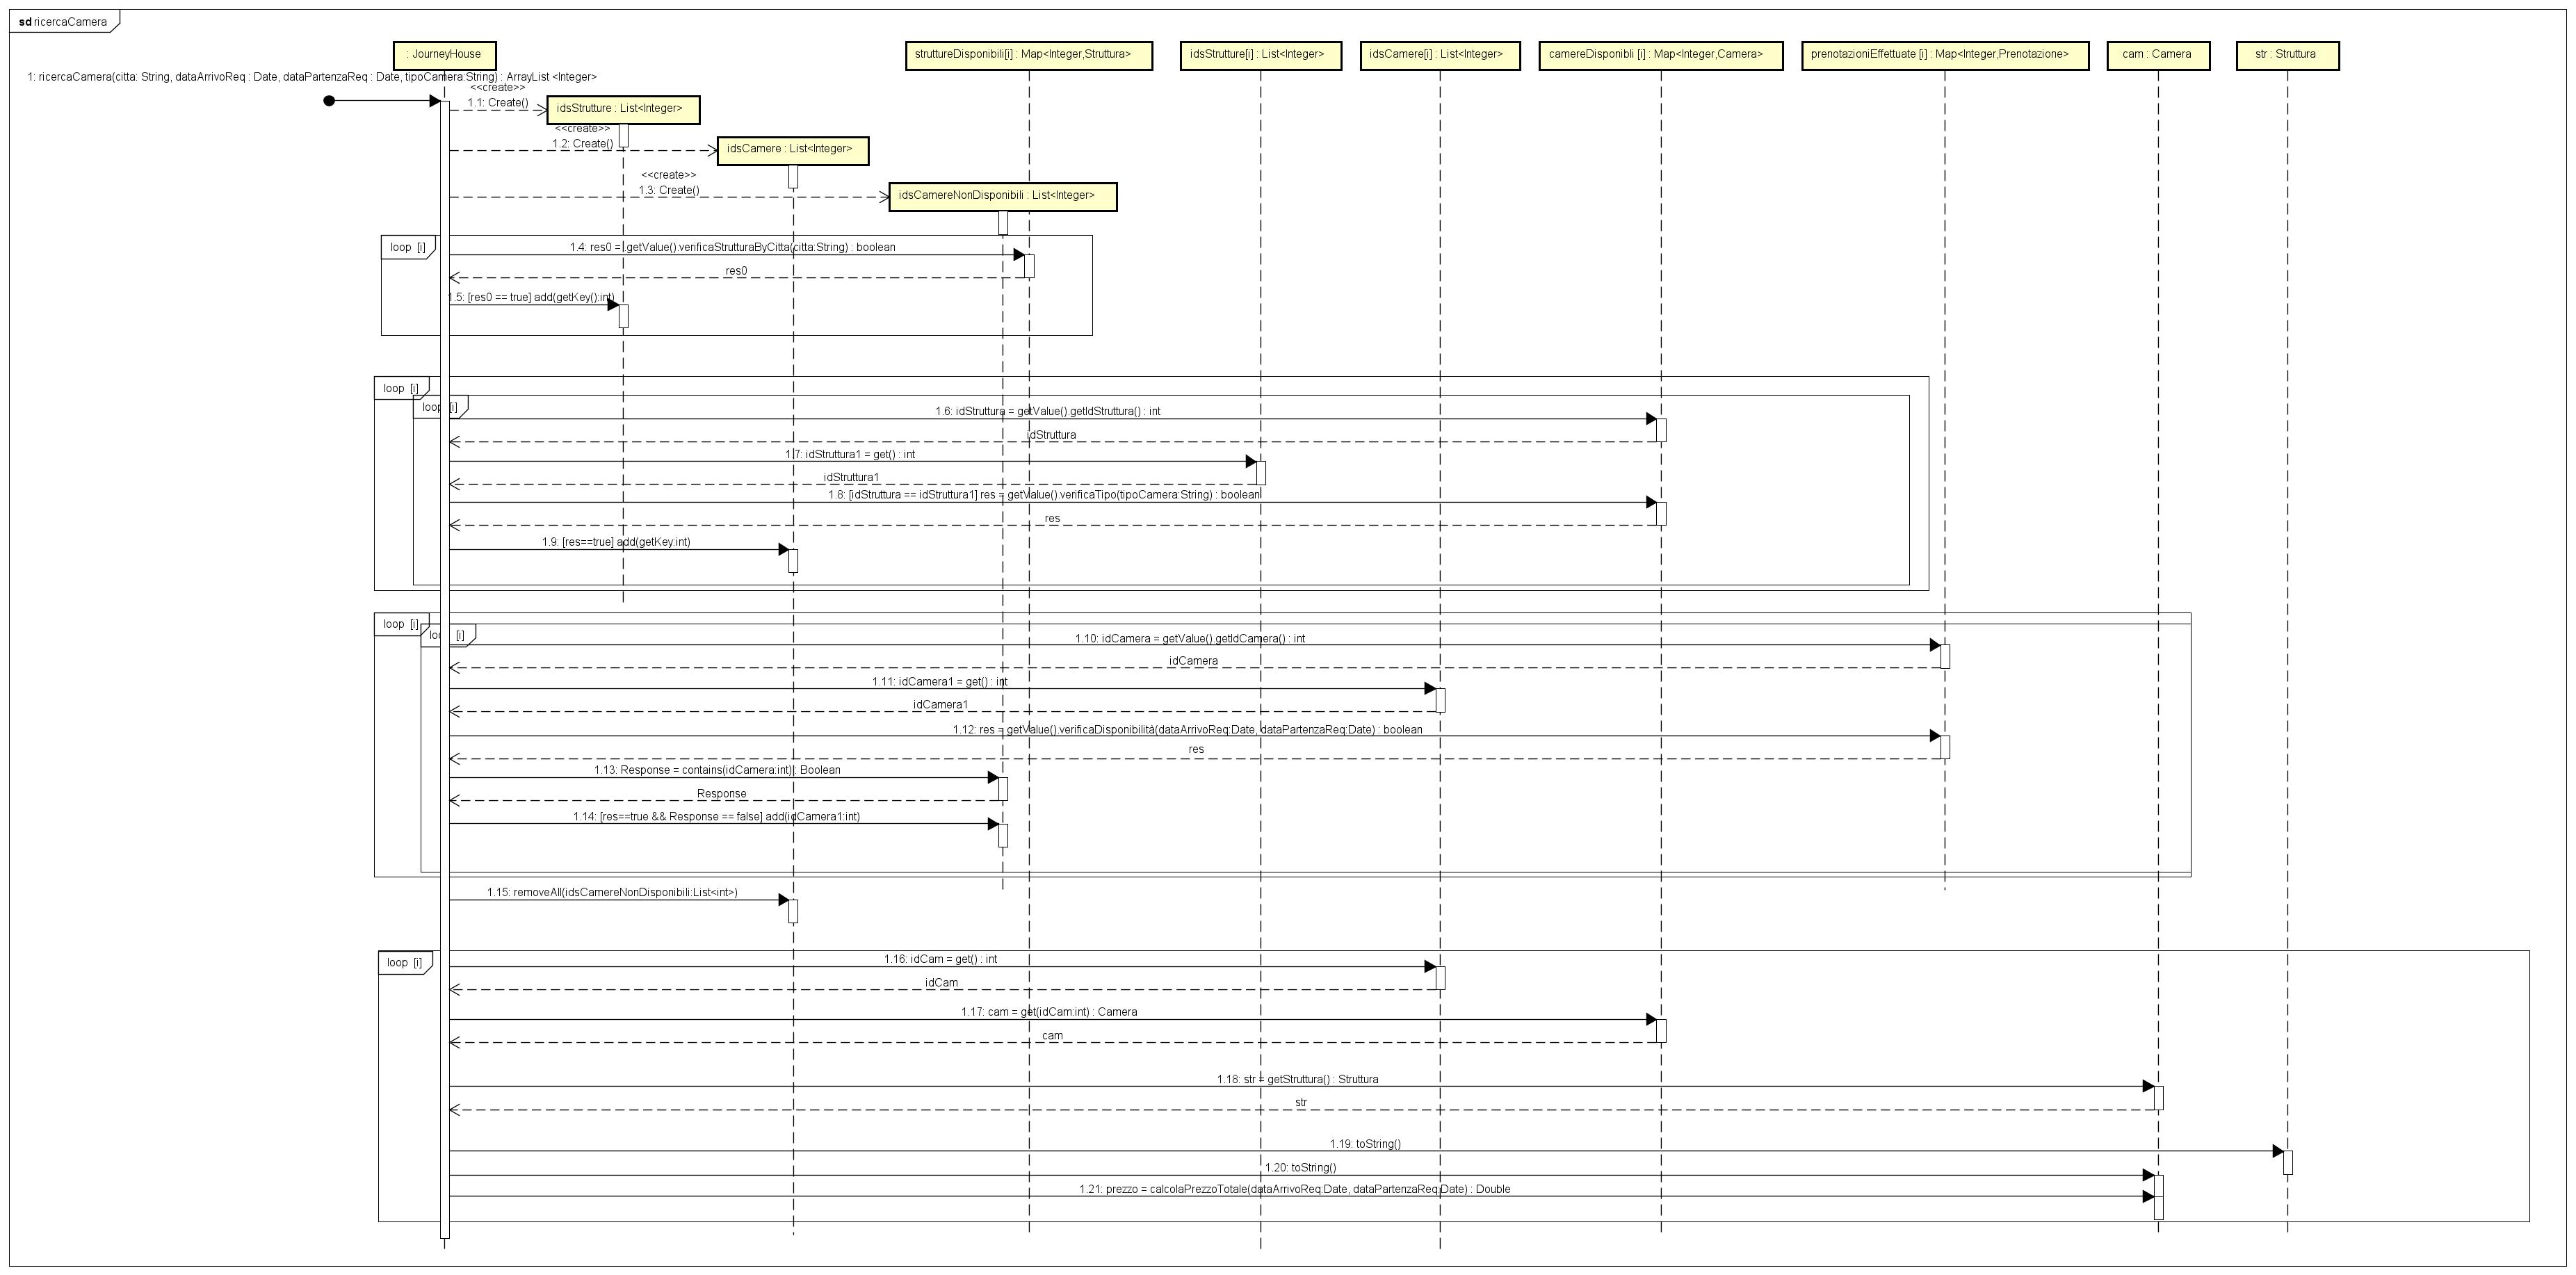 sd ricercaCamera
: JourneyHouse
struttureDisponibili[i] : Map<Integer,Struttura>
idsStrutture[i] : List<Integer>
idsCamere[i] : List<Integer>
camereDisponibli [i] : Map<Integer,Camera>
prenotazioniEffettuate [i] : Map<Integer,Prenotazione>
cam : Camera
str : Struttura
1: ricercaCamera(citta: String, dataArrivoReq : Date, dataPartenzaReq : Date, tipoCamera:String) : ArrayList <Integer>
<<create>>
1.1: Create()
idsStrutture : List<Integer>
<<create>>
1.2: Create()
idsCamere : List<Integer>
<<create>>
1.3: Create()
idsCamereNonDisponibili : List<Integer>
loop [i]
1.4: res0 = getValue().verificaStrutturaByCitta(citta:String) : boolean
res0
1.5: [res0 == true] add(getKey():int)
loop [i]
loop [i]
1.6: idStruttura = getValue().getIdStruttura() : int
idStruttura
1.7: idStruttura1 = get() : int
idStruttura1
1.8: [idStruttura == idStruttura1] res = getValue().verificaTipo(tipoCamera:String) : boolean
res
1.9: [res==true] add(getKey:int)
loop [i]
loop [i]
1.10: idCamera = getValue().getIdCamera() : int
idCamera
1.11: idCamera1 = get() : int
idCamera1
1.12: res = getValue().verificaDisponibilità(dataArrivoReq:Date, dataPartenzaReq:Date) : boolean
res
1.13: Response = contains(idCamera:int) : Boolean
Response
1.14: [res==true && Response == false] add(idCamera1:int)
1.15: removeAll(idsCamereNonDisponibili:List<int>)
loop [i]
1.16: idCam = get() : int
idCam
1.17: cam = get(idCam:int) : Camera
cam
1.18: str = getStruttura() : Struttura
str
1.19: toString()
1.20: toString()
1.21: prezzo = calcolaPrezzoTotale(dataArrivoReq:Date, dataPartenzaReq:Date) : Double